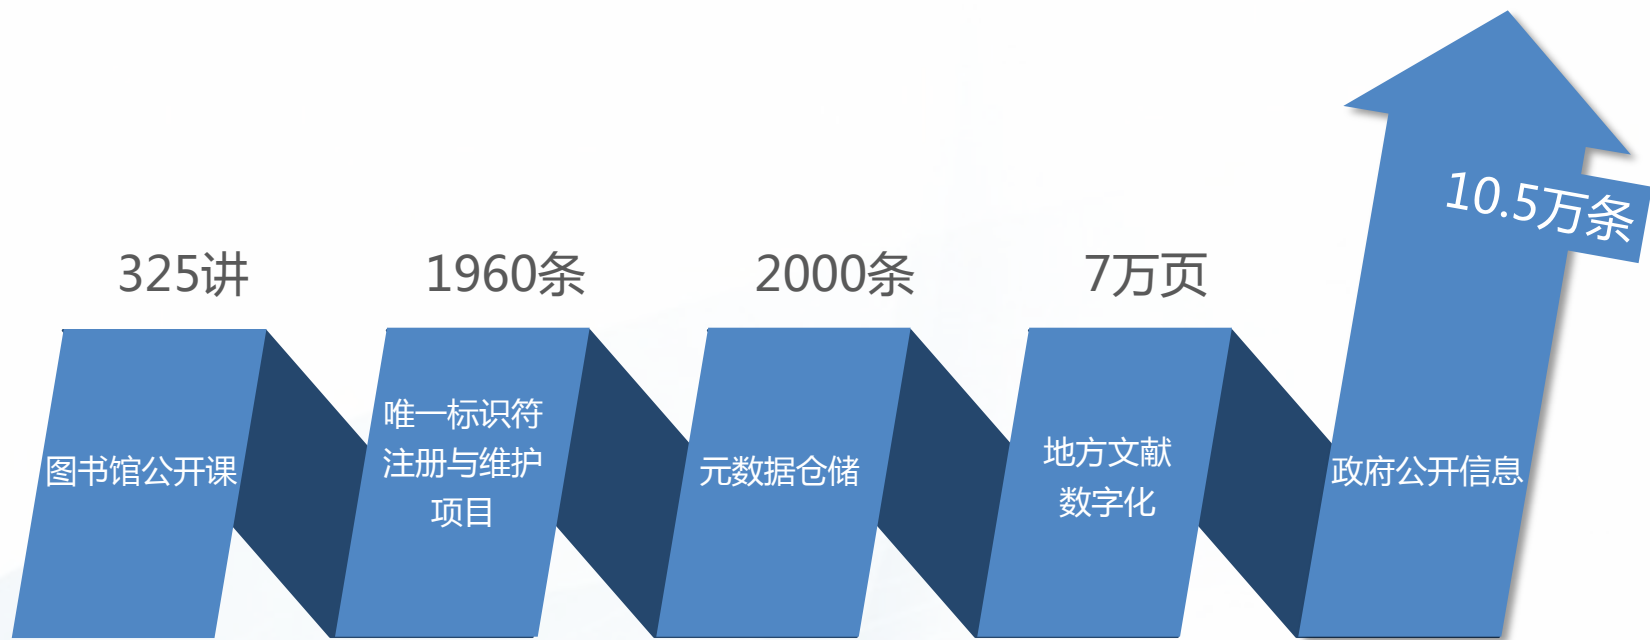 325讲
1960条
2000条
7万页
10.5万条
图书馆公开课
唯一标识符
注册与维护
项目
元数据仓储
地方文献
数字化
政府公开信息